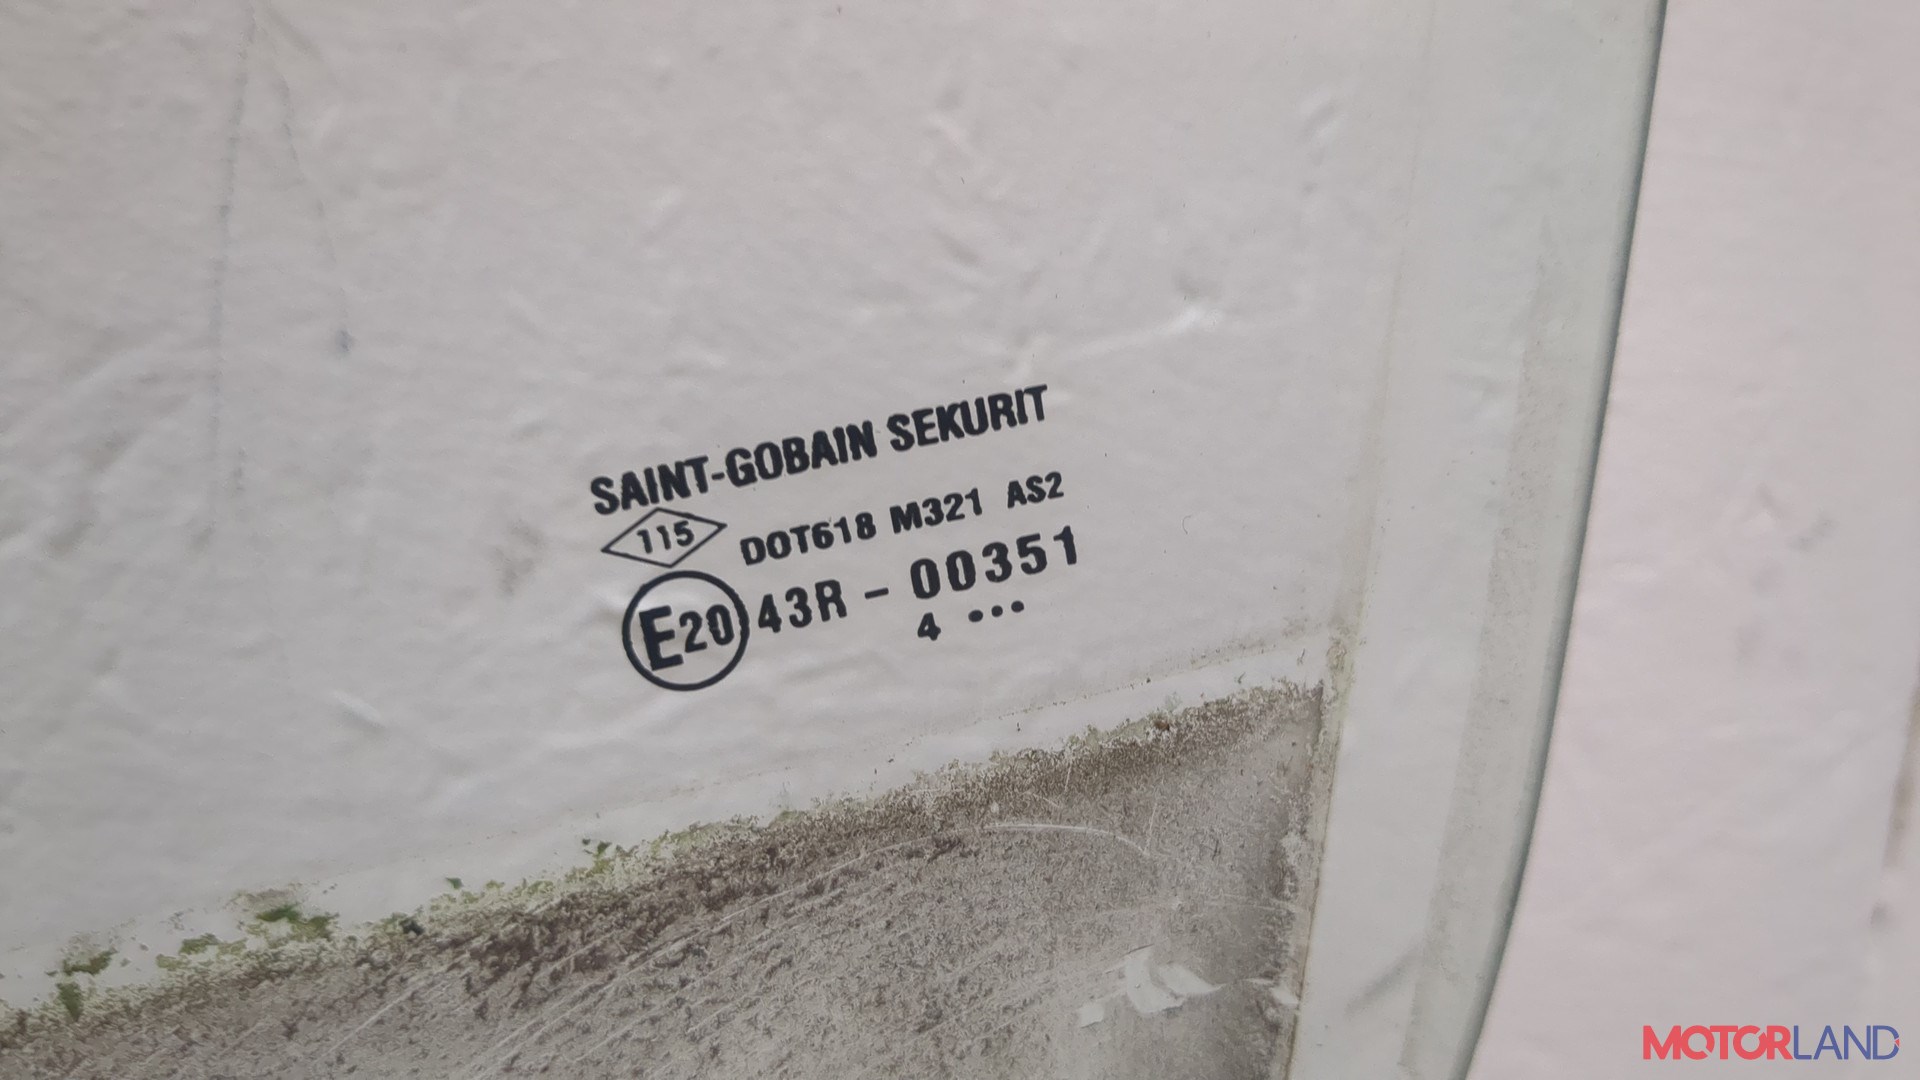 SAINT-GOBAIN SEKURIT
115 DOT618 M321 AS2
E20 43R - 00351
4 •••
MOTORLAND